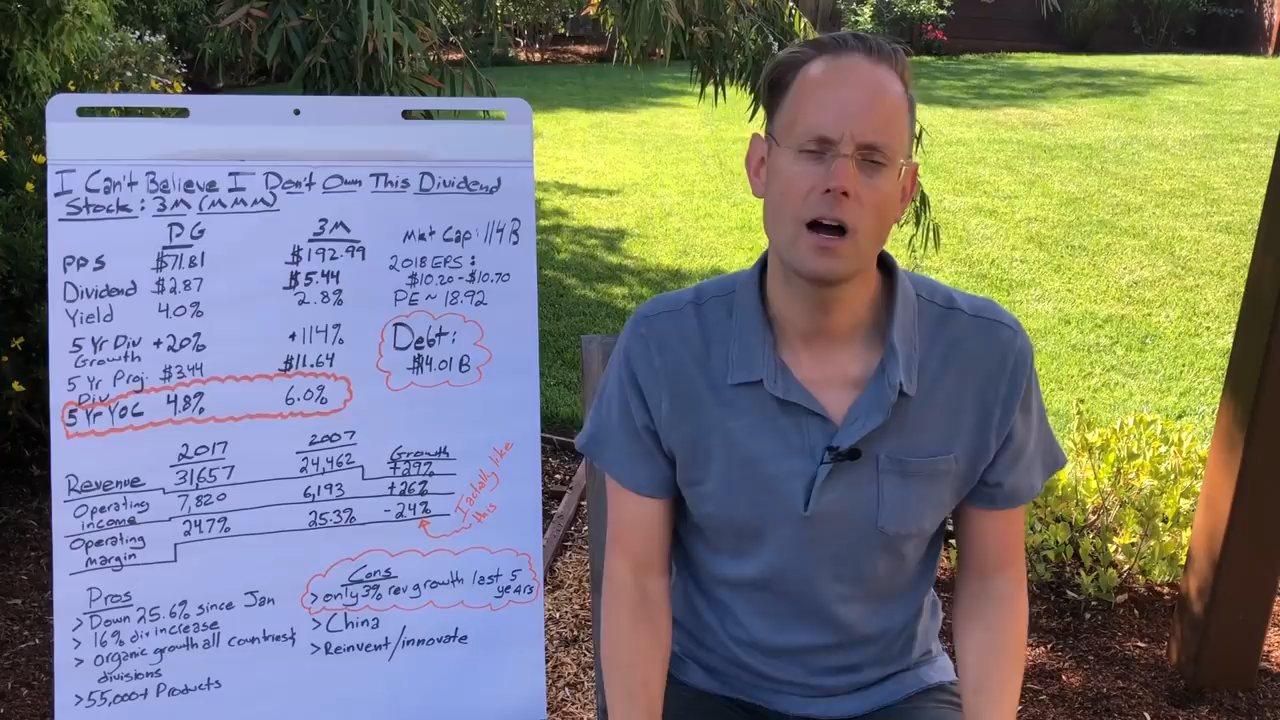 I Can't Believe I Don't Own This Dividend
Stock: 3M (MMM)
PG 3M
PPS $71.81 $192.99
Dividend $2.87 $5.44
Yield 4.0% 2.8%
5 Yr Div +20% +114%
Growth
5 Yr Proj. $3.44 $11.64
Div
5 Yr YOC 4.8% 6.0%
Mkt Cap: 114B
2018 EPS:
$10.20-$10.70
PE ~ 18.92
Debt:
$14.01 B
2017 2007 Growth
Revenue 31,657 24,462 +29%
Operating income 7,820 6,193 +26%
Operating margin 24.7% 25.3% -2.4%
I actually like
this
Pros
> Down 25.6% since Jan
> 16% div increase
> Organic growth all countries &
divisions
> 55,000+ Products
Cons
> only 3% rev growth last 5
years
> China
> Reinvent/innovate